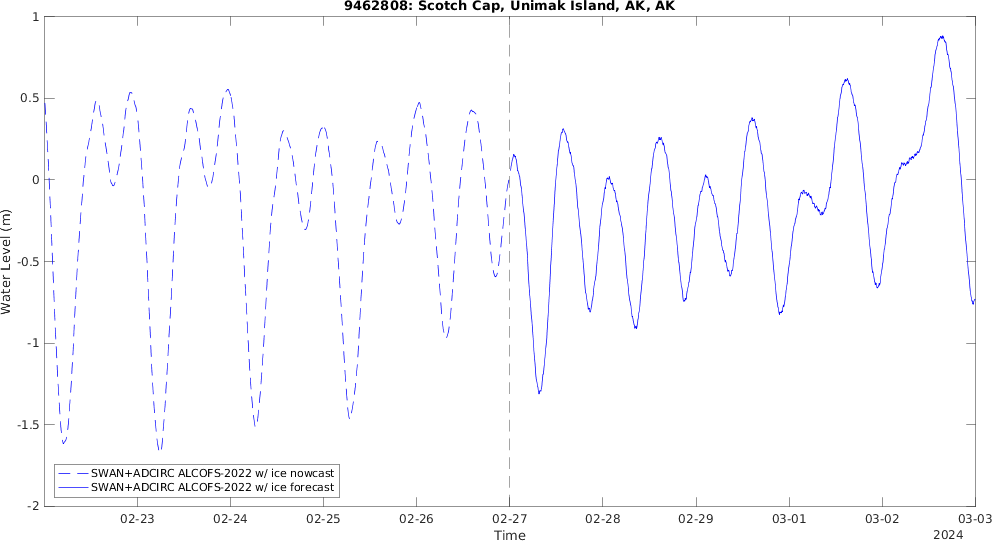 9462808: Scotch Cap, Unimak Island, AK, AK
1
0.5
0
-0.5
-1
-1.5
-2
Water Level (m)
SWAN+ADCIRC ALCOFS-2022 w/ ice nowcast
SWAN+ADCIRC ALCOFS-2022 w/ ice forecast
02-23 02-24 02-25 02-26 02-27 02-28 02-29 03-01 03-02 03-03
Time
2024